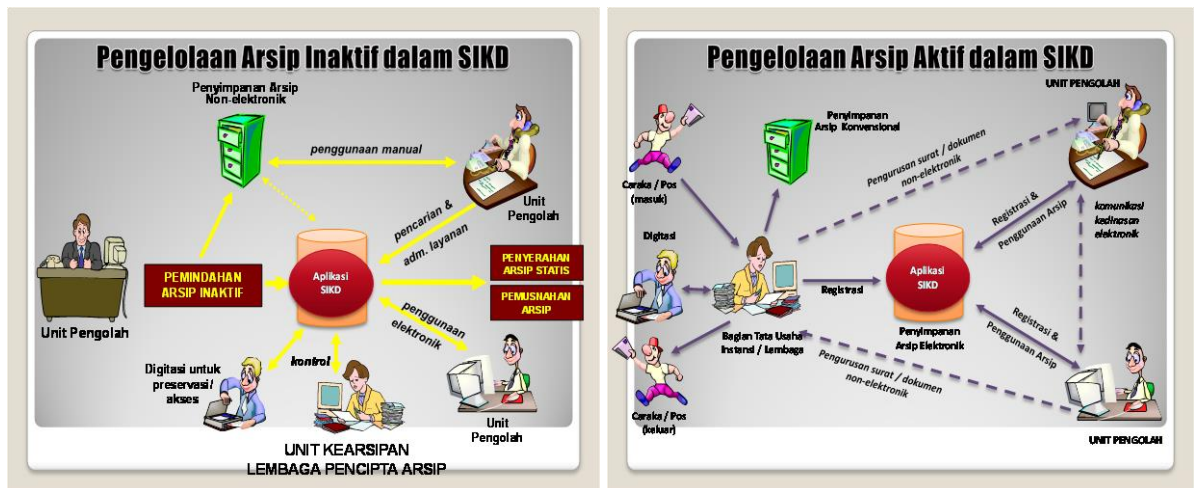 Pengelolaan Arsip Inaktif dalam SIKD
Penyimpanan Arsip
Non-elektronik
penggunaan manual
Unit
Pengolah
pencarian &
adm. layanan
PEMINDAHAN
ARSIP INAKTIF
Aplikasi
SIKD
PENYERAHAN
ARSIP STATIS
PEMUSNAHAN
ARSIP
Unit Pengolah
penggunaan
elektronik
kontrol
Digitasi untuk
preservasi/
akses
Unit
Pengolah
UNIT KEARSIPAN
LEMBAGA PENCIPTA ARSIP
Pengelolaan Arsip Aktif dalam SIKD
UNIT PENGOLAH
Penyimpanan
Arsip Konvensional
Pengurusan surat / dokumen
non-elektronik
Caraka / Pos
(masuk)
Registrasi &
Penggunaan Arsip
komunikasi
kedinasan
elektronik
Digitasi
Aplikasi
SIKD
Registrasi
Bagian Tata Usaha
Instansi / Lembaga
Penyimpanan
Arsip Elektronik
Registrasi &
Penggunaan Arsip
Pengurusan surat / dokumen
non-elektronik
Caraka / Pos
(keluar)
UNIT PENGOLAH